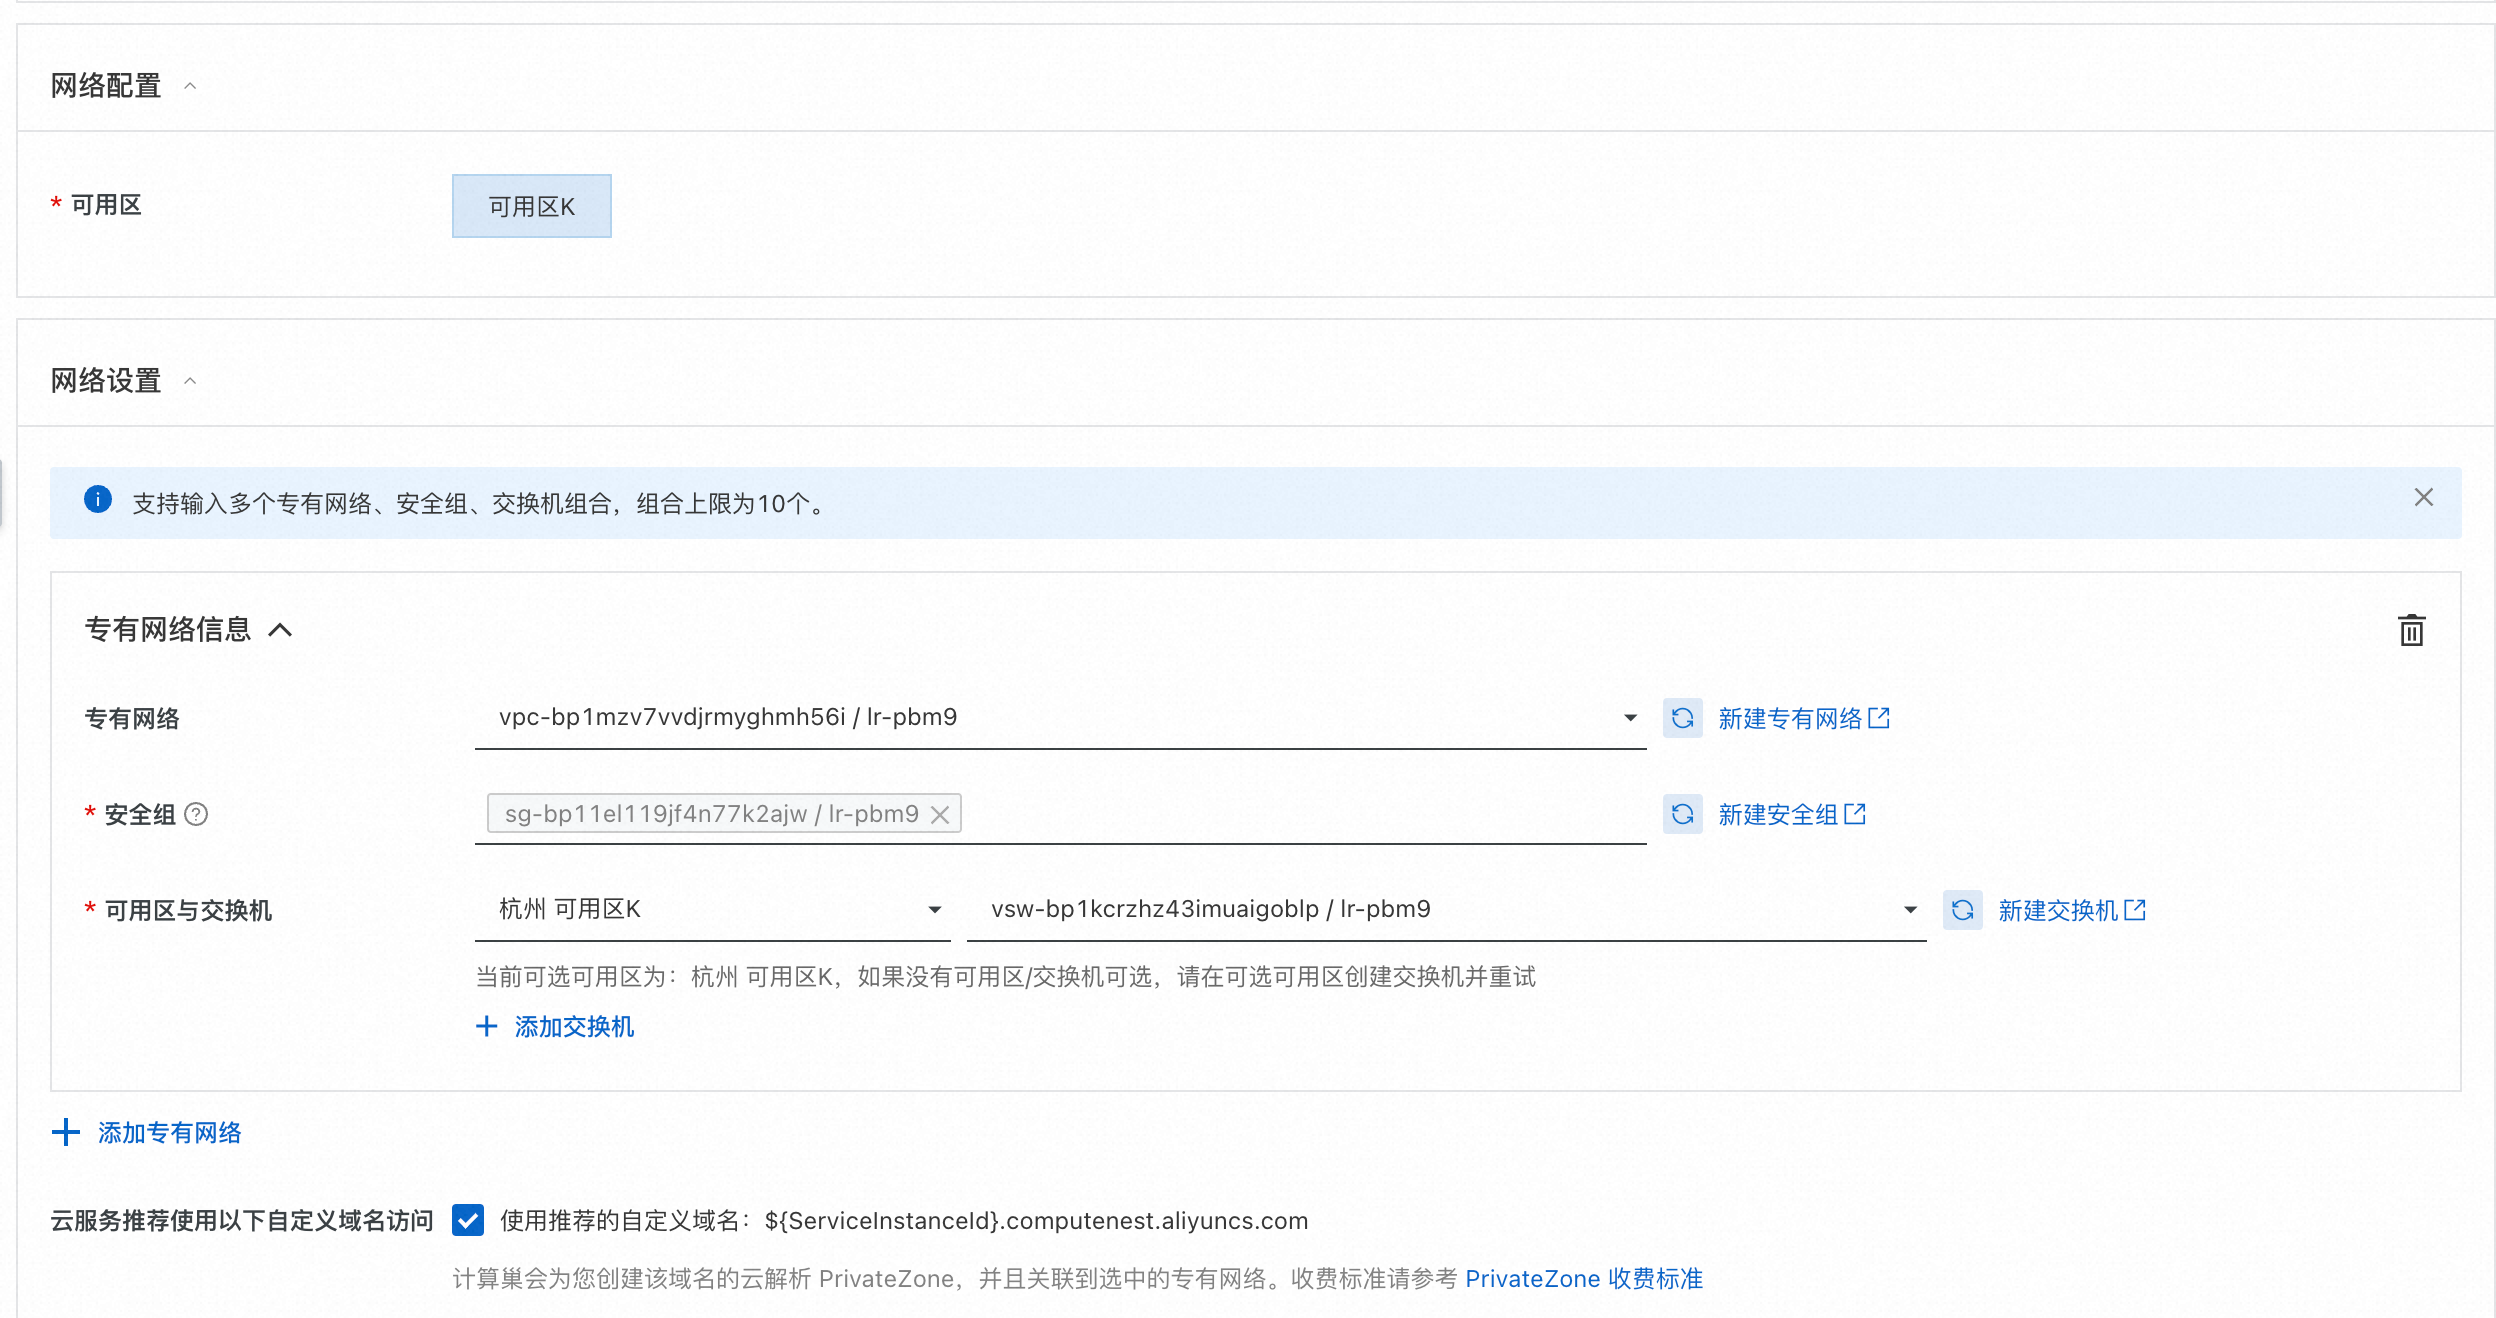 网络配置
* 可用区 可用区K
网络设置
支持输入多个专有网络、安全组、交换机组合，组合上限为10个。
专有网络信息
专有网络 vpc-bp1mzv7vvdjrmyghmh56i / lr-pbm9 新建专有网络
* 安全组 sg-bp11el119jf4n77k2ajw / lr-pbm9 新建安全组
* 可用区与交换机 杭州 可用区K vsw-bp1kcrzhz43imuaigoblp / lr-pbm9 新建交换机
当前可选可用区为：杭州 可用区K，如果没有可用区/交换机可选，请在可选可用区创建交换机并重试
+ 添加交换机
+ 添加专有网络
云服务推荐使用以下自定义域名访问 使用推荐的自定义域名：${ServiceInstanceId}.computenest.aliyuncs.com
计算巢会为您创建该域名的云解析 PrivateZone，并且关联到选中的专有网络。收费标准请参考 PrivateZone 收费标准